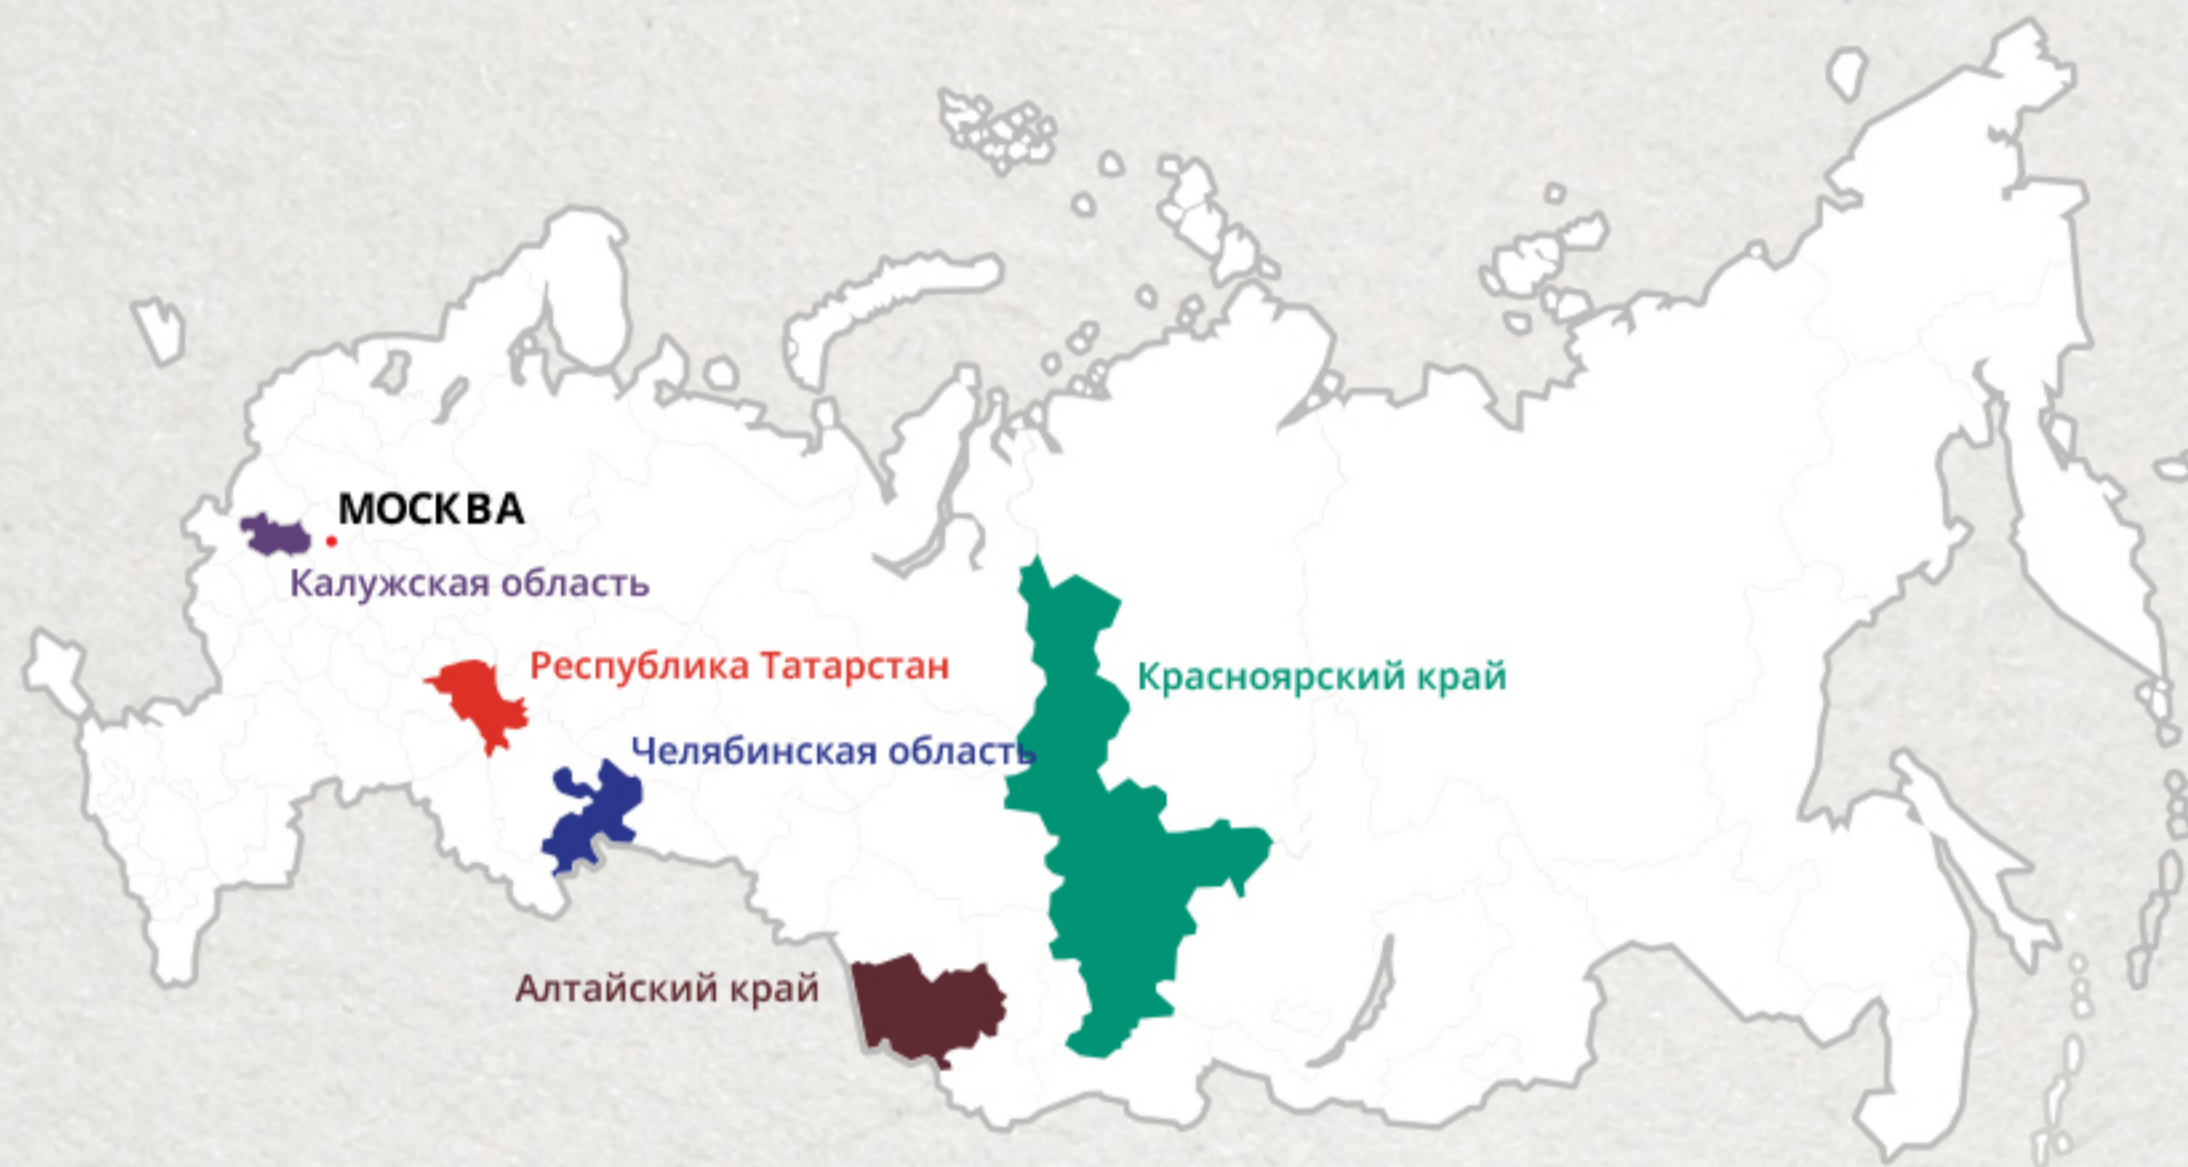 МОСКВА
Калужская область
Республика Татарстан
Красноярский край
Челябинская область
Алтайский край